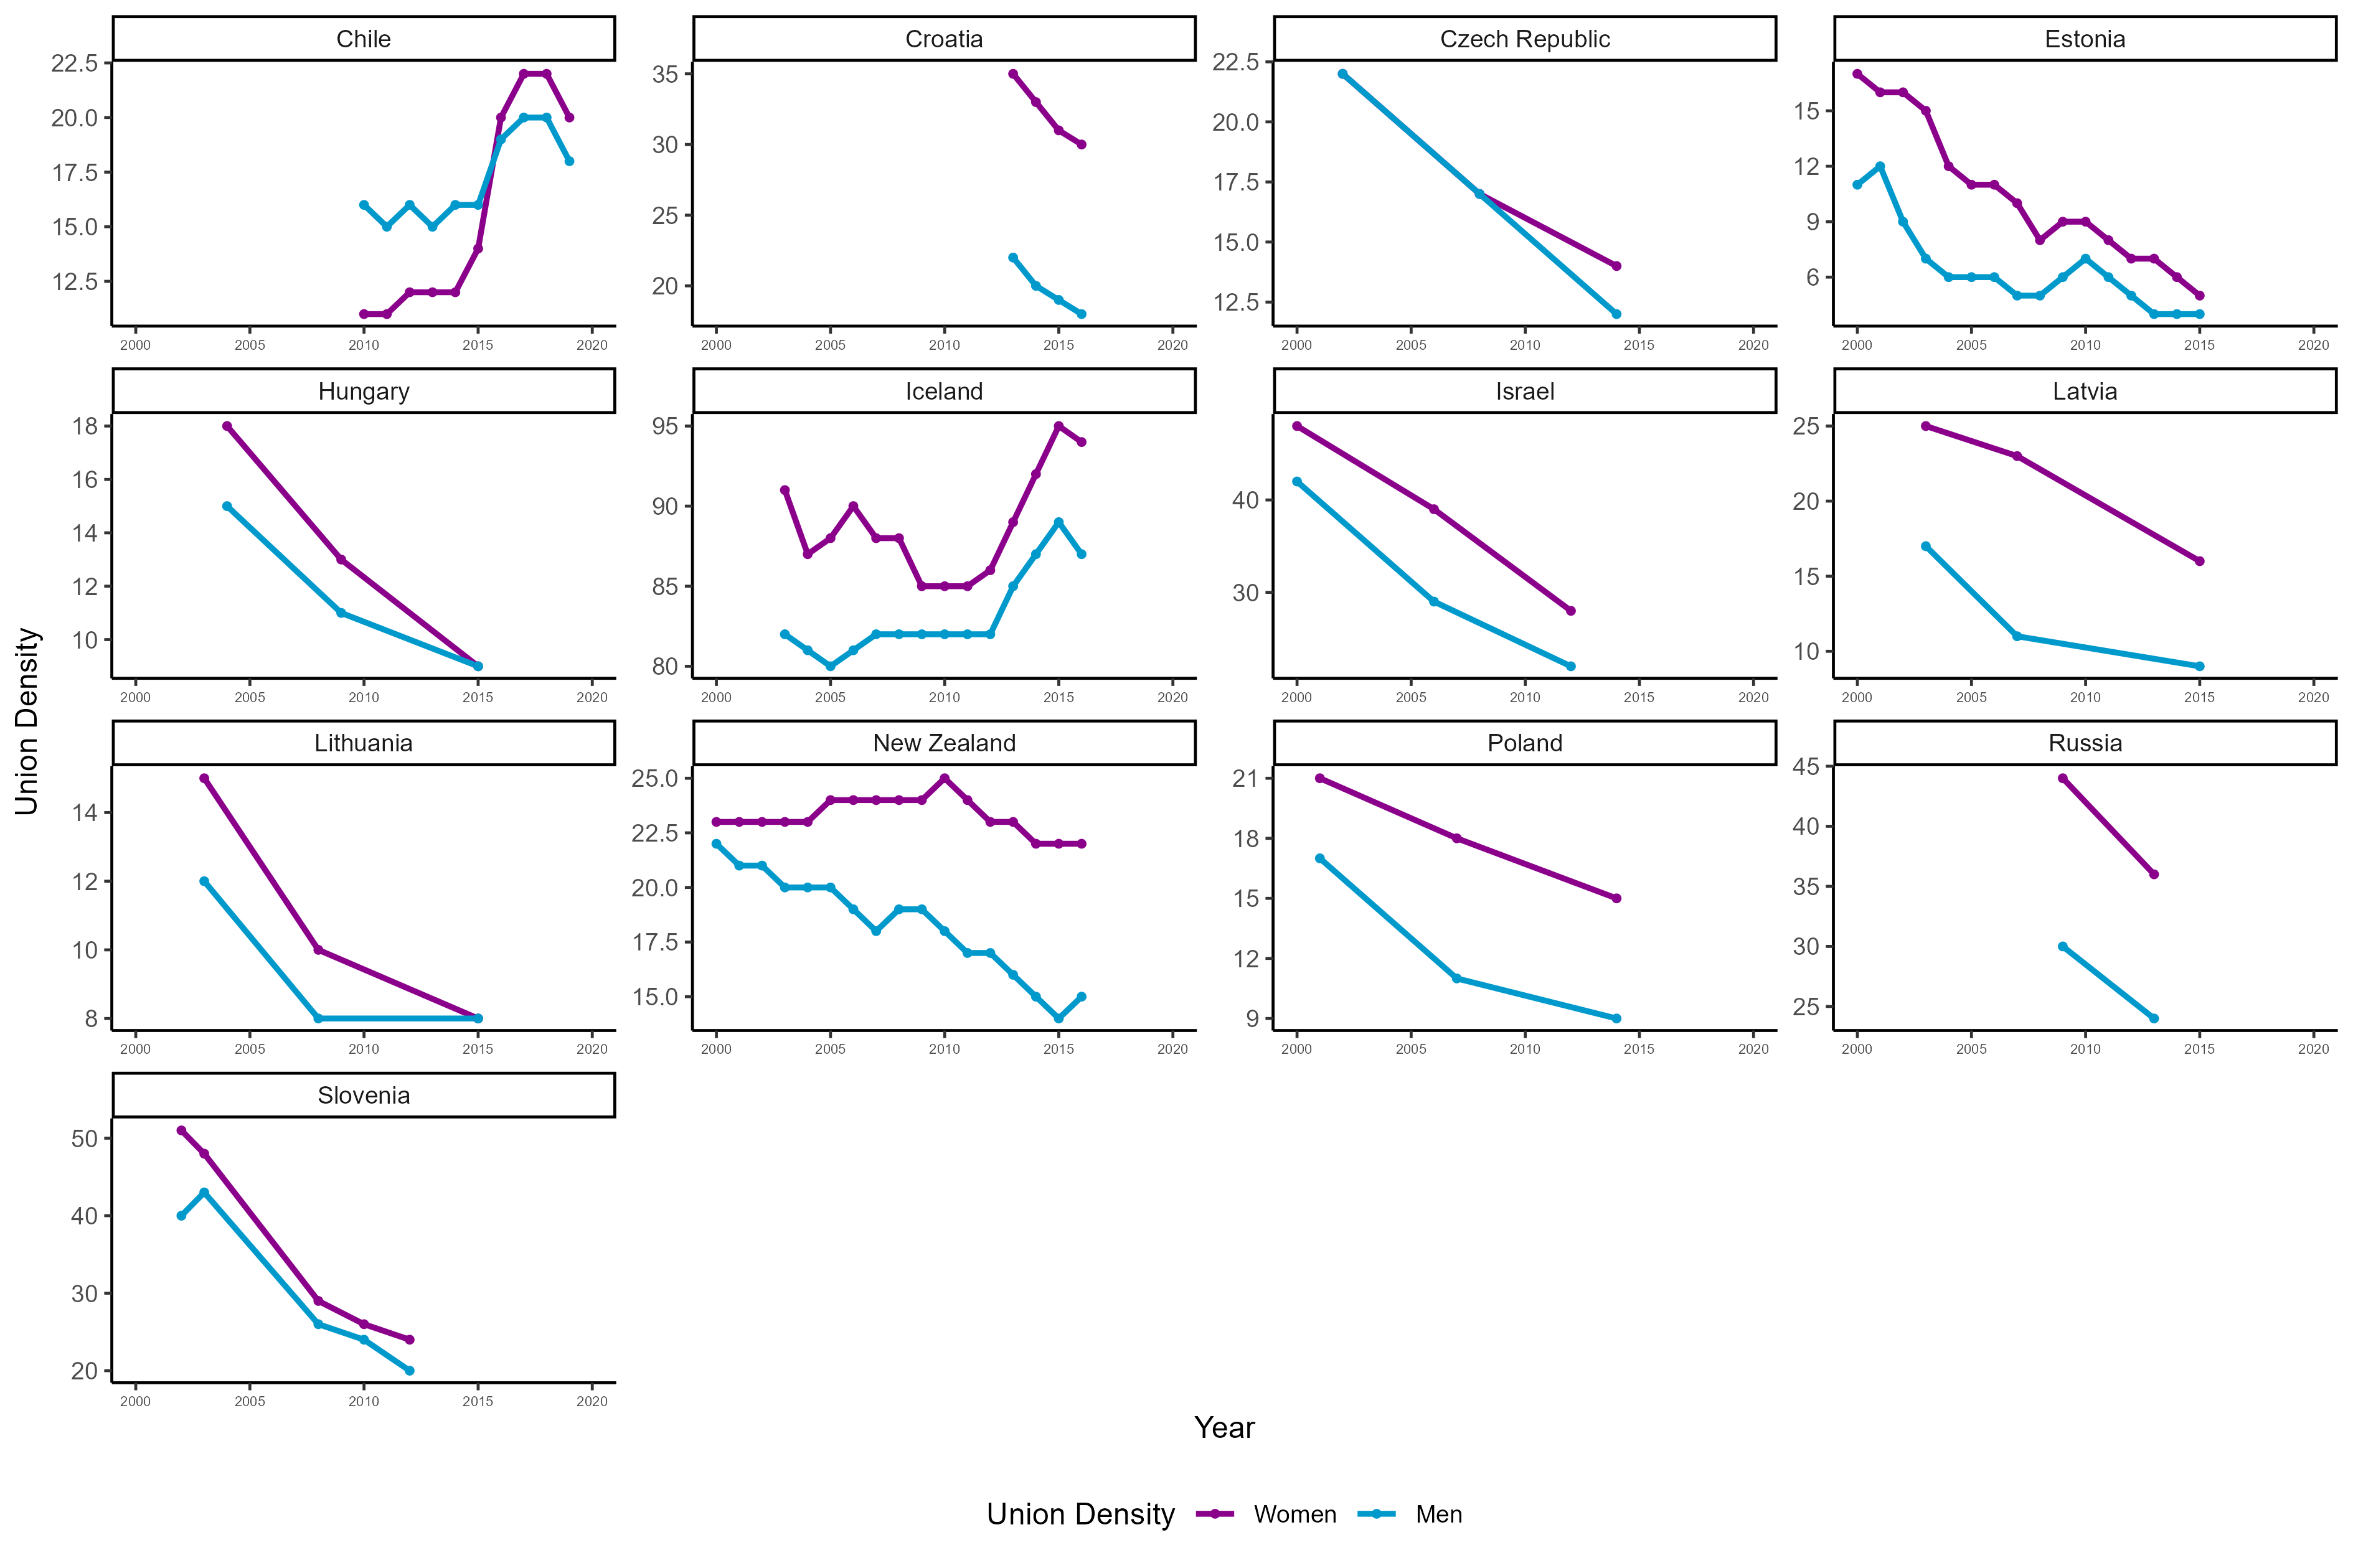 Chile
Croatia
Czech Republic
Estonia
22.5
20.0
17.5
15.0
12.5
35
30
25
20
22.5
20.0
17.5
15.0
12.5
15
12
9
6
2000 2005 2010 2015 2020
2000 2005 2010 2015 2020
2000 2005 2010 2015 2020
2000 2005 2010 2015 2020
Hungary
Iceland
Israel
Latvia
18
16
14
12
10
95
90
85
80
40
30
25
20
15
10
2000 2005 2010 2015 2020
2000 2005 2010 2015 2020
2000 2005 2010 2015 2020
2000 2005 2010 2015 2020
Union Density
Lithuania
New Zealand
Poland
Russia
14
12
10
8
25.0
22.5
20.0
17.5
15.0
21
18
15
12
9
45
40
35
30
25
2000 2005 2010 2015 2020
2000 2005 2010 2015 2020
2000 2005 2010 2015 2020
2000 2005 2010 2015 2020
Slovenia
50
40
30
20
2000 2005 2010 2015 2020
Year
Union Density Women Men